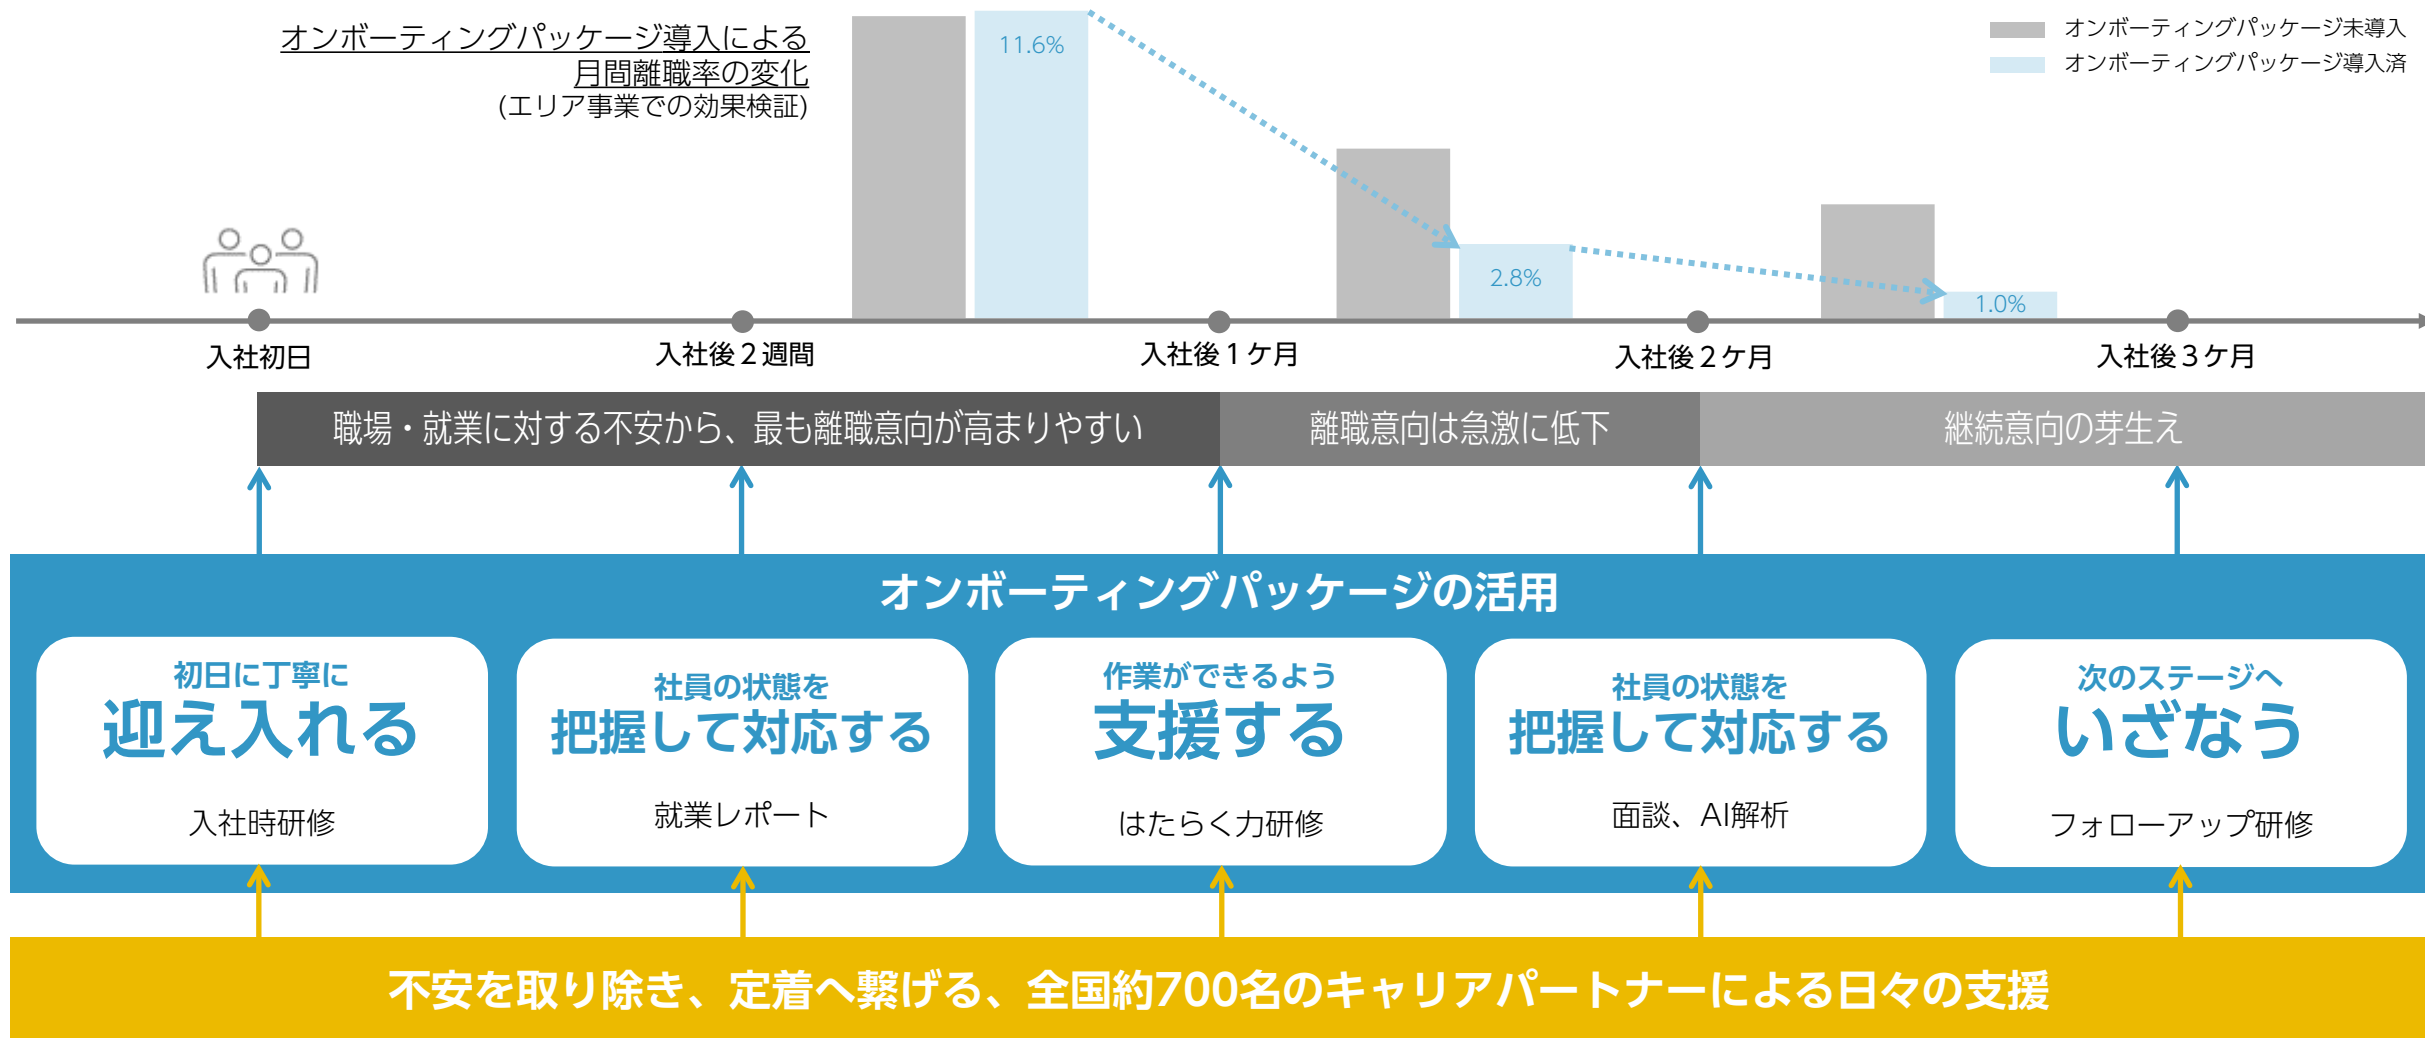 オンボーティングパッケージ導入による
月間離職率の変化
(エリア事業での効果検証)
オンボーティングパッケージ未導入
オンボーティングパッケージ導入済
11.6%
2.8%
1.0%
入社初日
入社後２週間
入社後１ケ月
入社後２ケ月
入社後３ケ月
職場・就業に対する不安から、最も離職意向が高まりやすい
離職意向は急激に低下
継続意向の芽生え
オンボーティングパッケージの活用
初日に丁寧に
迎え入れる
入社時研修
社員の状態を
把握して対応する
就業レポート
作業ができるよう
支援する
はたらく力研修
社員の状態を
把握して対応する
面談、AI解析
次のステージへ
いざなう
フォローアップ研修
不安を取り除き、定着へ繋げる、全国約700名のキャリアパートナーによる日々の支援